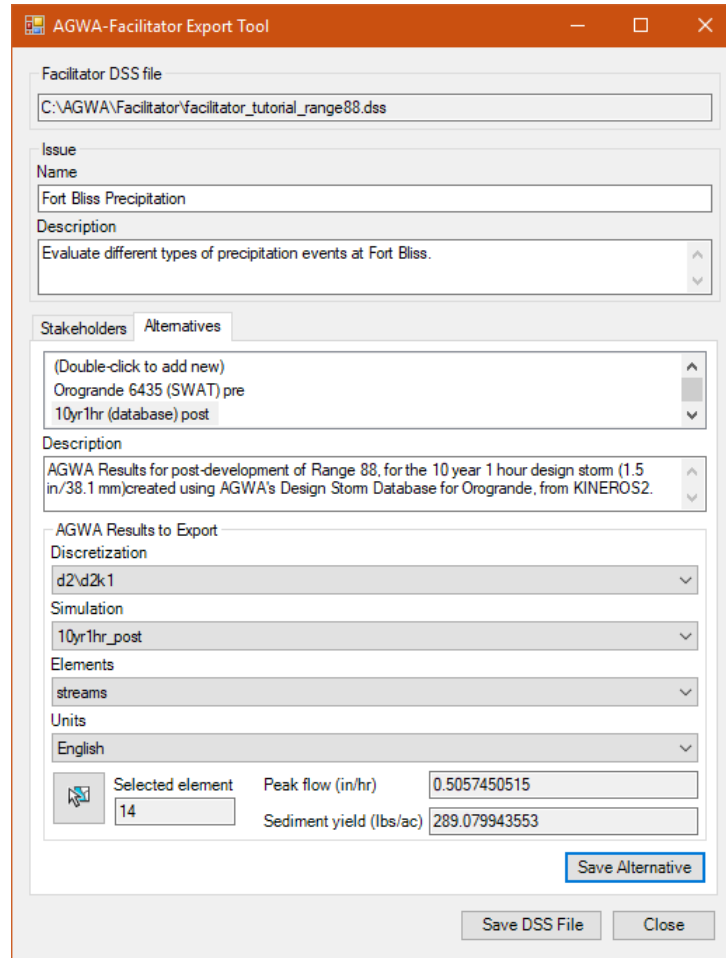 AGWA-Facilitator Export Tool
Facilitator DSS file
C:\AGWA\Facilitator\facilitator_tutorial_range88.dss
Issue
Name
Fort Bliss Precipitation
Description
Evaluate different types of precipitation events at Fort Bliss.
Stakeholders Alternatives
(Double-click to add new)
Orogrande 6435 (SWAT) pre
10yr1hr (database) post
Description
AGWA Results for post-development of Range 88, for the 10 year 1 hour design storm (1.5
in/38.1 mm)created using AGWA's Design Storm Database for Orogrande, from KINEROS2.
AGWA Results to Export
Discretization
d2\d2k1
Simulation
10yr1hr_post
Elements
streams
Units
English
Selected element
14
Peak flow (in/hr) 0.5057450515
Sediment yield (lbs/ac) 289.079943553
Save Alternative
Save DSS File Close